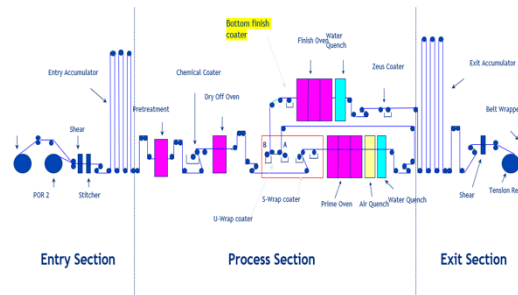 Bottom finish
coater
Finish Oven
Water
Quench
Entry Accumulator
Chemical Coater
Dry Off Oven
Zeus Coater
Exit Accumulator
Pretreatment
Belt Wrappe
Shear
B
A
POR 2
Stitcher
S-Wrap coater
U-Wrap coater
Prime Oven
Air Quench
Water Quench
Shear
Tension Re
Entry Section
Process Section
Exit Section